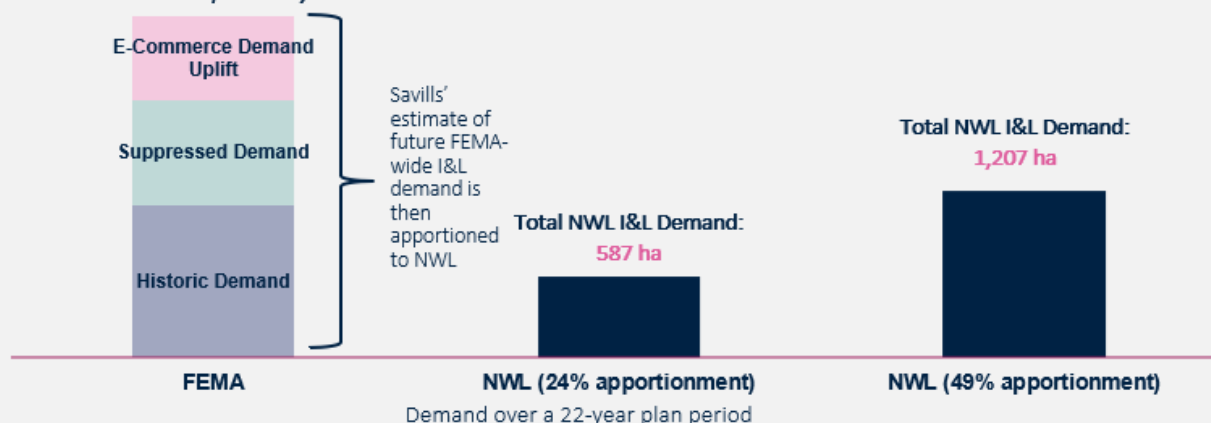 E-Commerce Demand
Uplift
Suppressed Demand
Historic Demand
Savills'
estimate of
future FEMA-
wide I&L
demand is
then
apportioned
to NWL
Total NWL I&L Demand:
587 ha
Total NWL I&L Demand:
1,207 ha
FEMA
NWL (24% apportionment)
NWL (49% apportionment)
Demand over a 22-year plan period